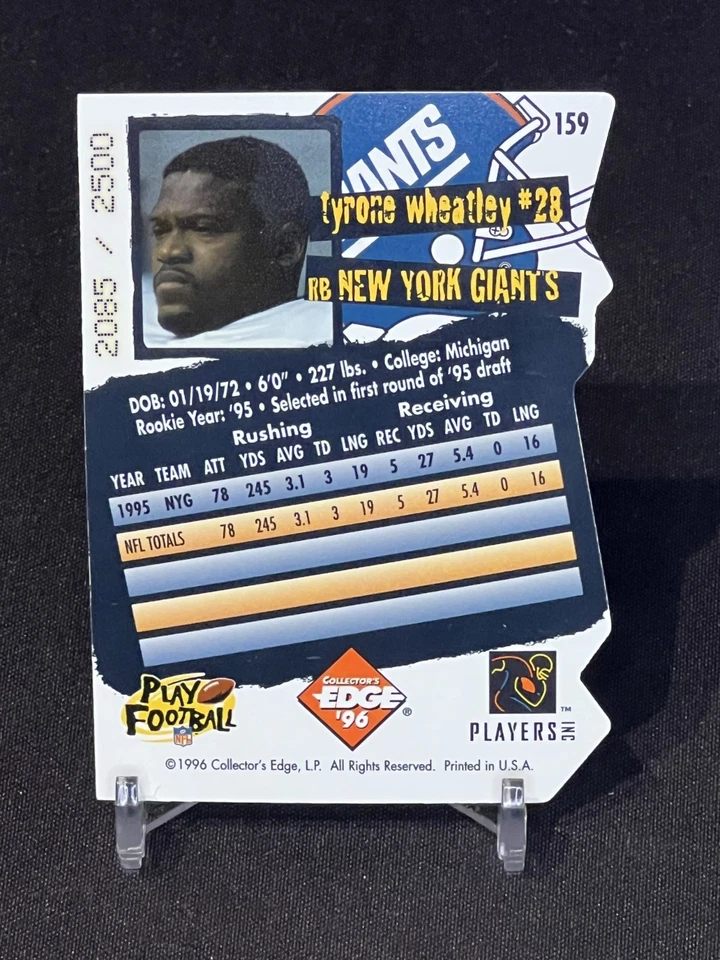 2085 / 2500
159
IANTS
tyrone wheatley #28
RB NEW YORK GIANTS
DOB: 01/19/72 • 6'0" • 227 lbs. • College: Michigan
Rookie Year: '95 • Selected in first round of '95 draft
Rushing Receiving
YEAR TEAM ATT YDS AVG TD LNG REC YDS AVG TD LNG
1995 NYG 78 245 3.1 3 19 5 27 5.4 0 16
NFL TOTALS 78 245 3.1 3 19 5 27 5.4 0 16
PLAY
FOOTBALL
NFL
COLLECTOR'S
EDGE
'96
®
PLAYERS INC
™
©1996 Collector's Edge, L.P. All Rights Reserved. Printed in U.S.A.